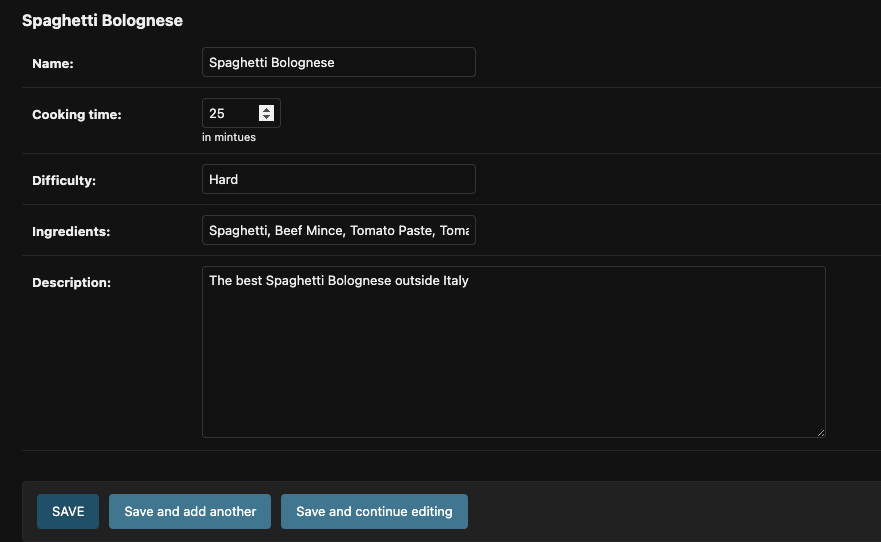 Spaghetti Bolognese
Name: Spaghetti Bolognese
Cooking time: 25
in mintues
Difficulty: Hard
Ingredients: Spaghetti, Beef Mince, Tomato Paste, Toma
Description: The best Spaghetti Bolognese outside Italy
SAVE Save and add another Save and continue editing